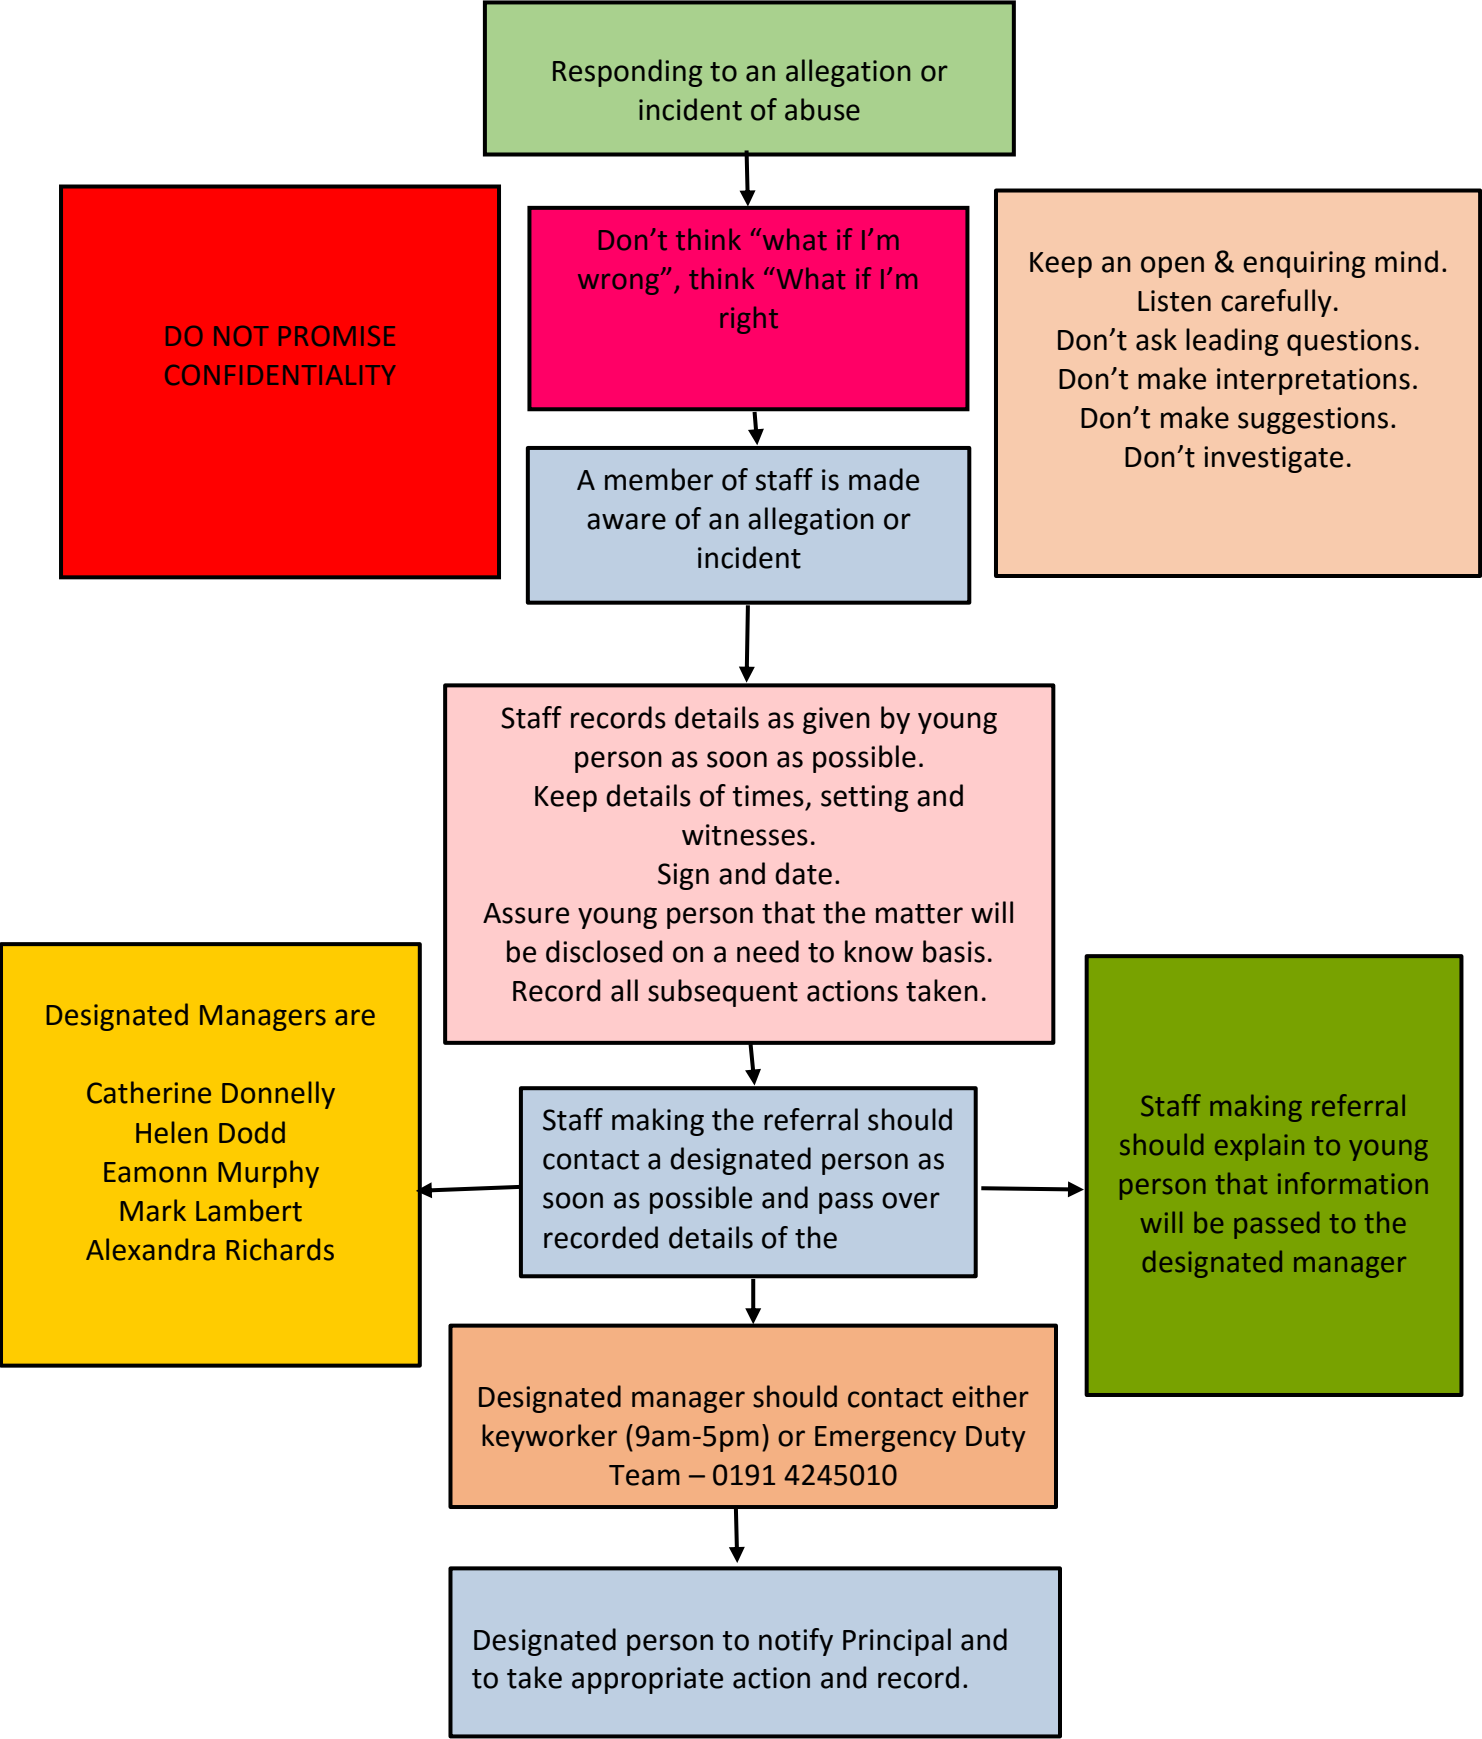 Responding to an allegation or
incident of abuse
DO NOT PROMISE
CONFIDENTIALITY
Don’t think “what if I’m
wrong”, think “What if I’m
right
Keep an open & enquiring mind.
Listen carefully.
Don’t ask leading questions.
Don’t make interpretations.
Don’t make suggestions.
Don’t investigate.
A member of staff is made
aware of an allegation or
incident
Staff records details as given by young
person as soon as possible.
Keep details of times, setting and
witnesses.
Sign and date.
Assure young person that the matter will
be disclosed on a need to know basis.
Record all subsequent actions taken.
Designated Managers are
Catherine Donnelly
Helen Dodd
Eamonn Murphy
Mark Lambert
Alexandra Richards
Staff making the referral should
contact a designated person as
soon as possible and pass over
recorded details of the
Staff making referral
should explain to young
person that information
will be passed to the
designated manager
Designated manager should contact either
keyworker (9am-5pm) or Emergency Duty
Team – 0191 4245010
Designated person to notify Principal and
to take appropriate action and record.